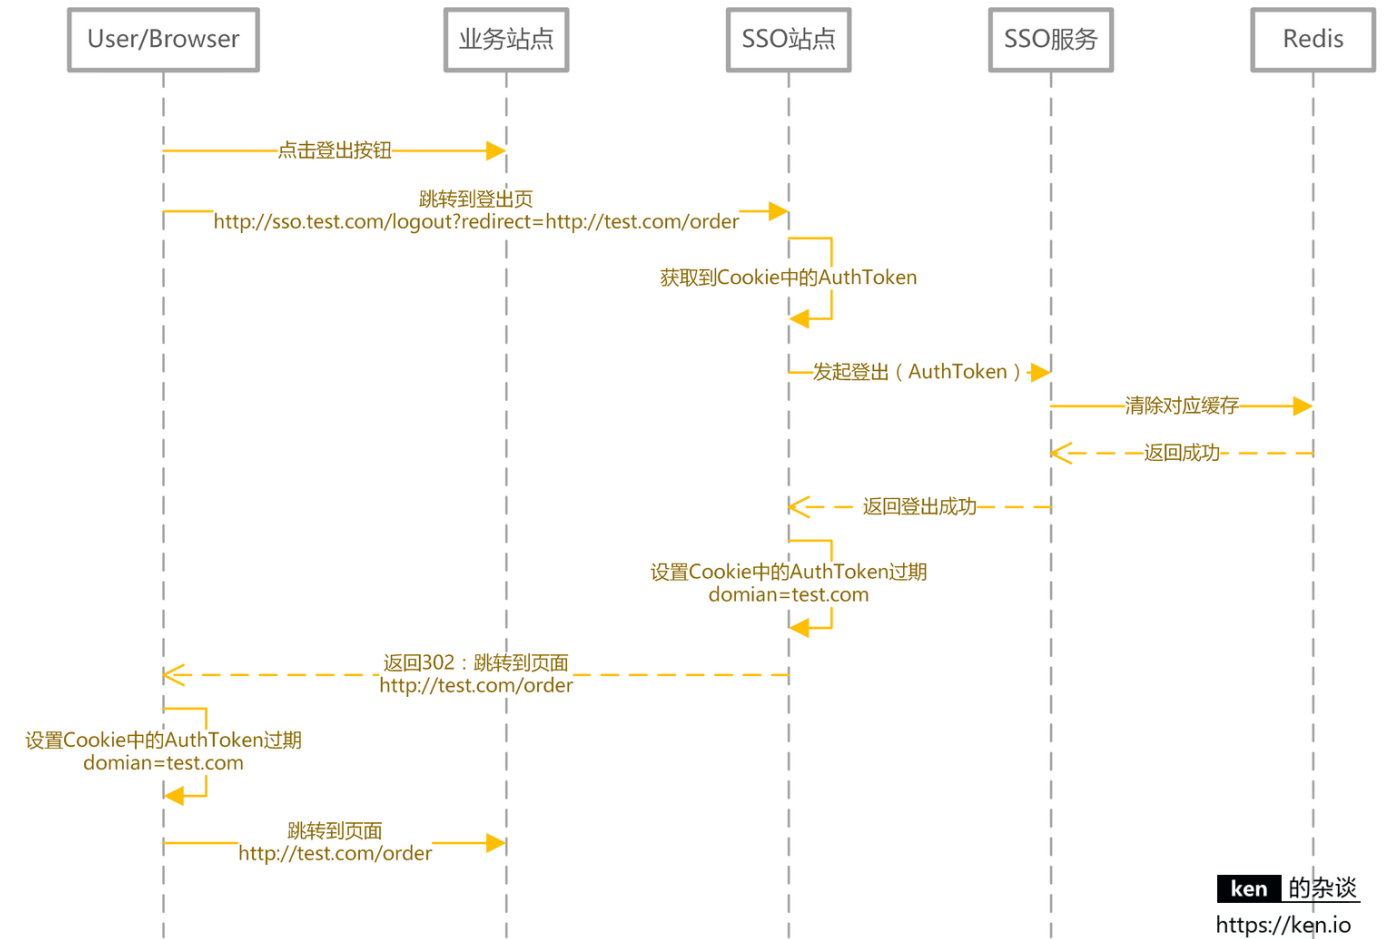 User/Browser
业务站点
SSO站点
SSO服务
Redis
点击登出按钮
跳转到登出页
http://sso.test.com/logout?redirect=http://test.com/order
获取到Cookie中的AuthToken
发起登出（AuthToken）
清除对应缓存
返回成功
返回登出成功
设置Cookie中的AuthToken过期
domian=test.com
返回302：跳转到页面
http://test.com/order
设置Cookie中的AuthToken过期
domian=test.com
跳转到页面
http://test.com/order
ken 的杂谈
https://ken.io